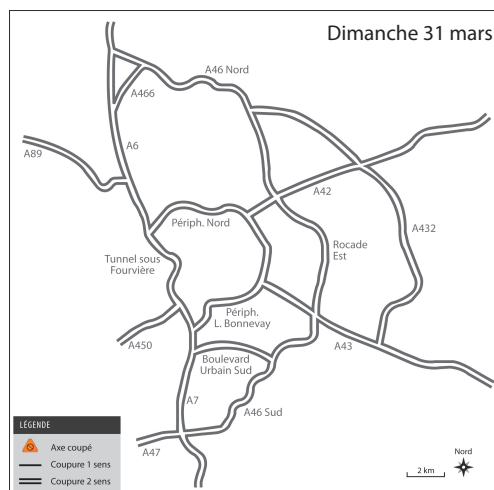 Dimanche 31 mars
A46 Nord
A466
A6
A89
A42
Périph. Nord
A432
Rocade
Est
Tunnel sous
Fourvière
Périph.
L. Bonnevay
A450
A43
Boulevard
Urbain Sud
A7
A46 Sud
A47
LÉGENDE
Axe coupé
Coupure 1 sens
Coupure 2 sens
Nord
2 km